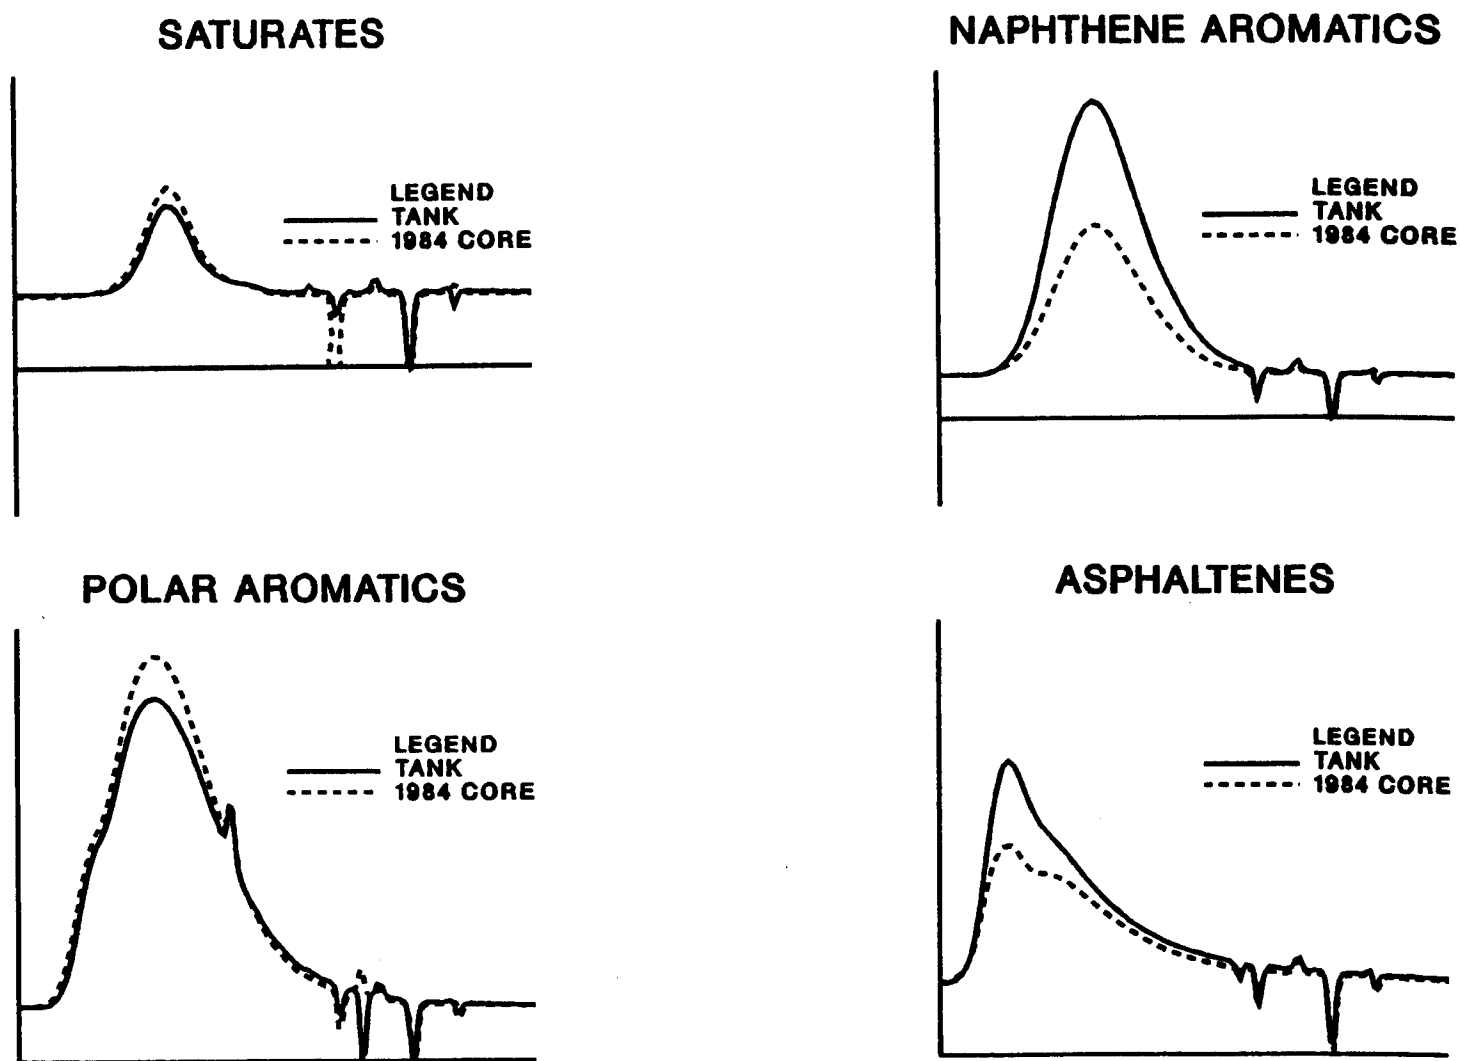 SATURATES
LEGEND
TANK
1984 CORE
NAPHTHENE AROMATICS
LEGEND
TANK
1984 CORE
POLAR AROMATICS
LEGEND
TANK
1984 CORE
ASPHALTENES
LEGEND
TANK
1984 CORE